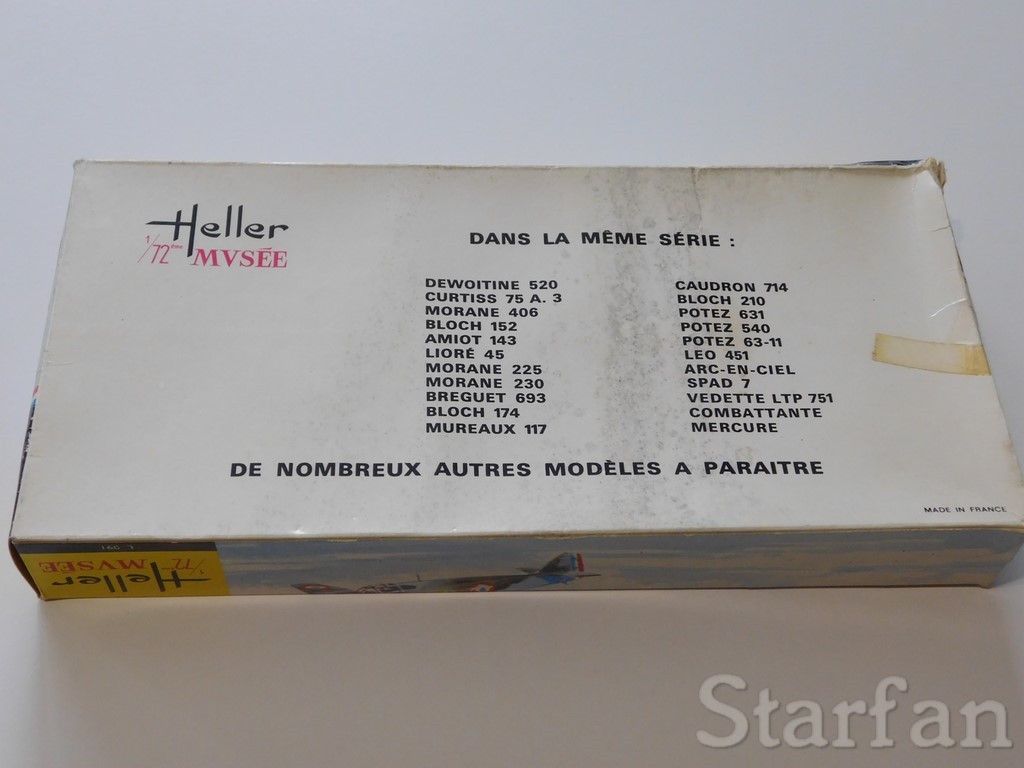 Heller
1/72ème MVSÉE
DANS LA MÊME SÉRIE :
DEWOITINE 520
CURTISS 75 A. 3
MORANE 406
BLOCH 152
AMIOT 143
LIORÉ 45
MORANE 225
MORANE 230
BREGUET 693
BLOCH 174
MUREAUX 117
CAUDRON 714
BLOCH 210
POTEZ 631
POTEZ 540
POTEZ 63-11
LEO 451
ARC-EN-CIEL
SPAD 7
VEDETTE LTP 751
COMBATTANTE
MERCURE
DE NOMBREUX AUTRES MODÈLES A PARAITRE
MADE IN FRANCE
Heller
1/72 MVSÉE
Starfan